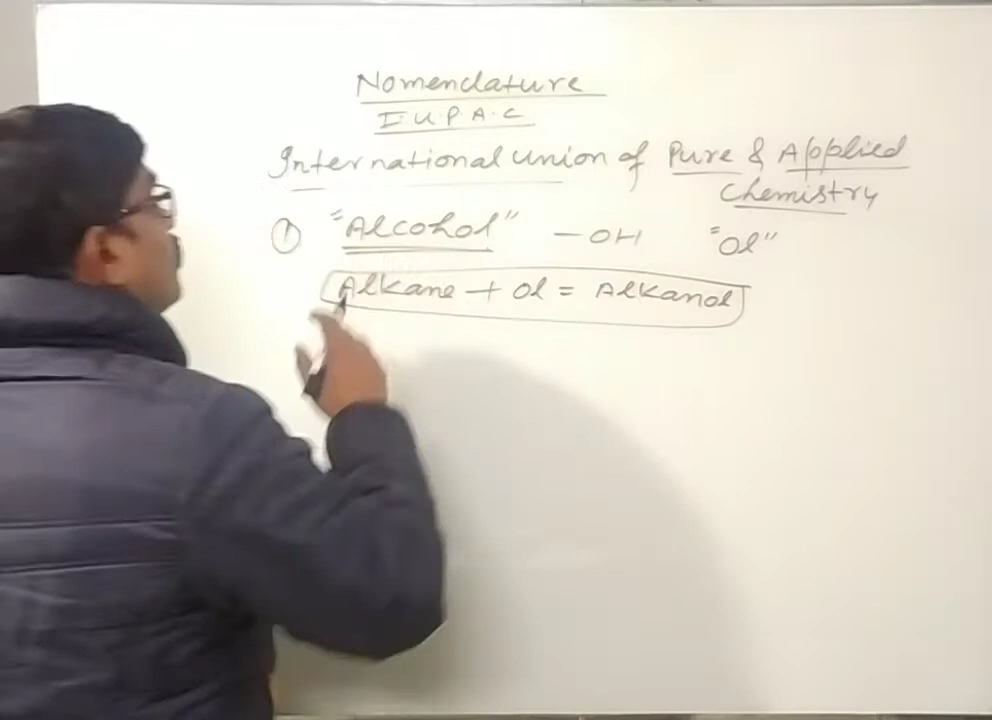 Nomenclature
I.U.P.A.C
International union of Pure & Applied
Chemistry
① "Alcohol" -OH "Ol"
Alkane + Ol = Alkanol